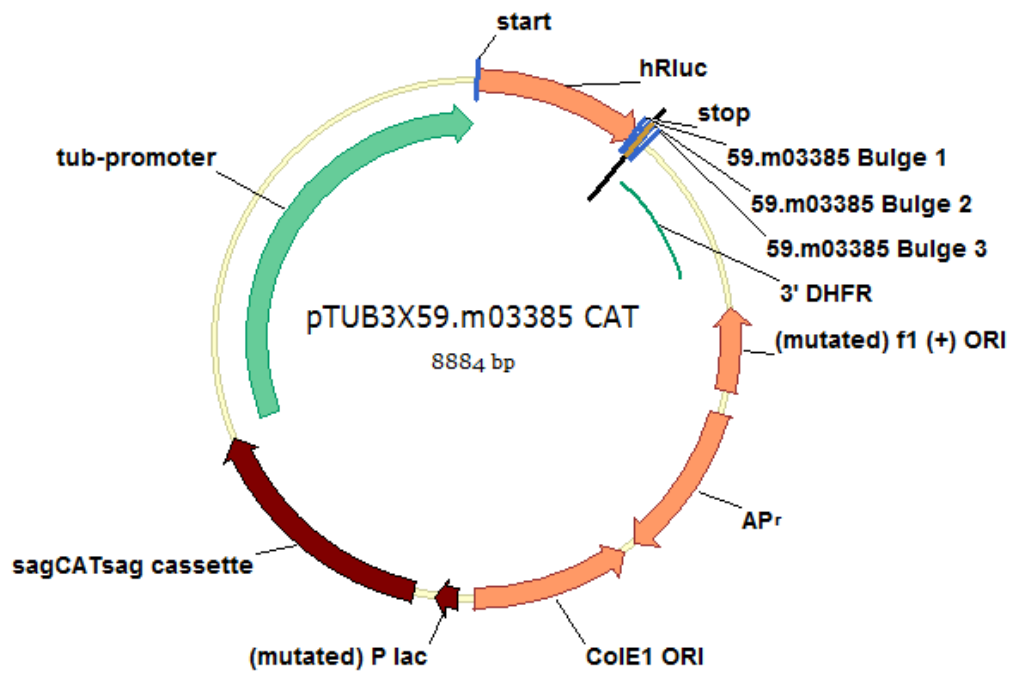 start
hRluc
stop
59.m03385 Bulge 1
59.m03385 Bulge 2
59.m03385 Bulge 3
3' DHFR
(mutated) f1 (+) ORI
APr
ColE1 ORI
(mutated) P lac
sagCATsag cassette
tub-promoter
pTUB3X59.m03385 CAT
8884 bp